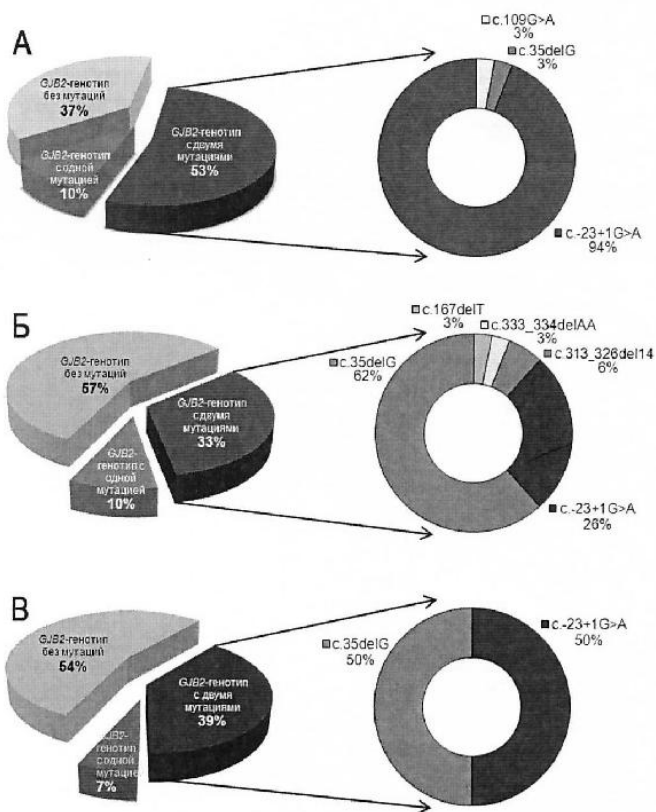 А
GJB2-генотип
без мутаций
37%
GJB2-генотип
с одной
мутацией
10%
GJB2-генотип
с двумя
мутациями
53%
c.109G>A
3%
c.35delG
3%
c.-23+1G>A
94%
Б
GJB2-генотип
без мутаций
57%
GJB2-
генотип с
одной
мутацией
10%
GJB2-генотип
с двумя
мутациями
33%
c.167delT
3%
c.333_334delAA
3%
c.313_326del14
6%
c.35delG
62%
c.-23+1G>A
26%
В
GJB2-генотип
без мутаций
54%
GJB2-
генотип
с одной
мутацией
7%
GJB2-генотип
с двумя
мутациями
39%
c.35delG
50%
c.-23+1G>A
50%